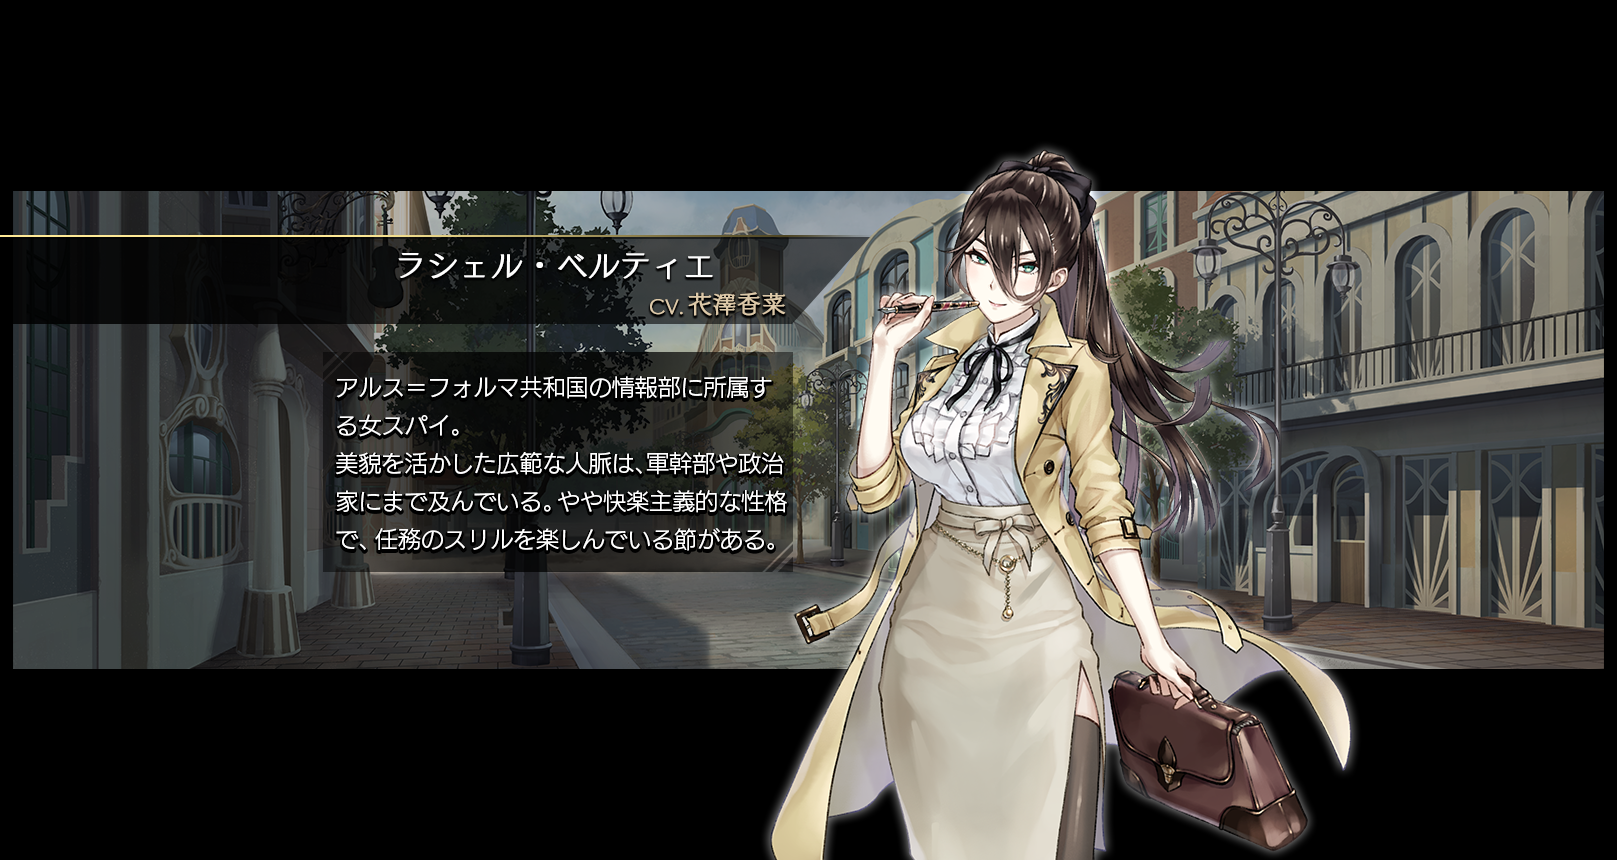 ラシェル・ベルティエ
CV. 花澤香菜
アルス＝フォルマ共和国の情報部に所属す
る女スパイ。
美貌を活かした広範な人脈は、軍幹部や政治
家にまで及んでいる。やや快楽主義的な性格
で、任務のスリルを楽しんでいる節がある。